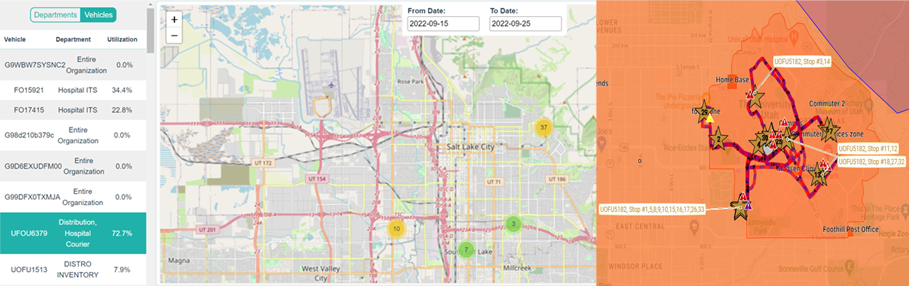 Departments Vehicles
Vehicle Department Utilization
G9WBW7SYSNC2 Entire Organization 0.0%
FO15921 Hospital ITS 34.4%
FO17415 Hospital ITS 22.8%
G98d210b379c Entire Organization 0.0%
G9D6EXUDFM00 Entire Organization 0.0%
G9DFX0TXMJA Entire Organization 0.0%
UFOU6379 Distribution, Hospital Courier 72.7%
UOFU1513 DISTRO INVENTORY 7.9%
+
−
From Date: To Date:
2022-09-15 2022-09-25
Rose Park
Salt Lake City
UT 172
UT 154
UT 71
UT 186
UT 201
Magna
West Valley City
Lake
Millcreek
37
10
3
7
UOFU5182, Stop #3,14
Home Base
Commuter 2
zone
UOFU5182, Stop #11,12
UOFU5182, Stop #18,27,32
UOFU5182, Stop #1,5,8,9,10,15,16,17,26,33
EAST CENTRAL
Foothill Post Office
WINDSOR PLACE
Bonneville Golf Course